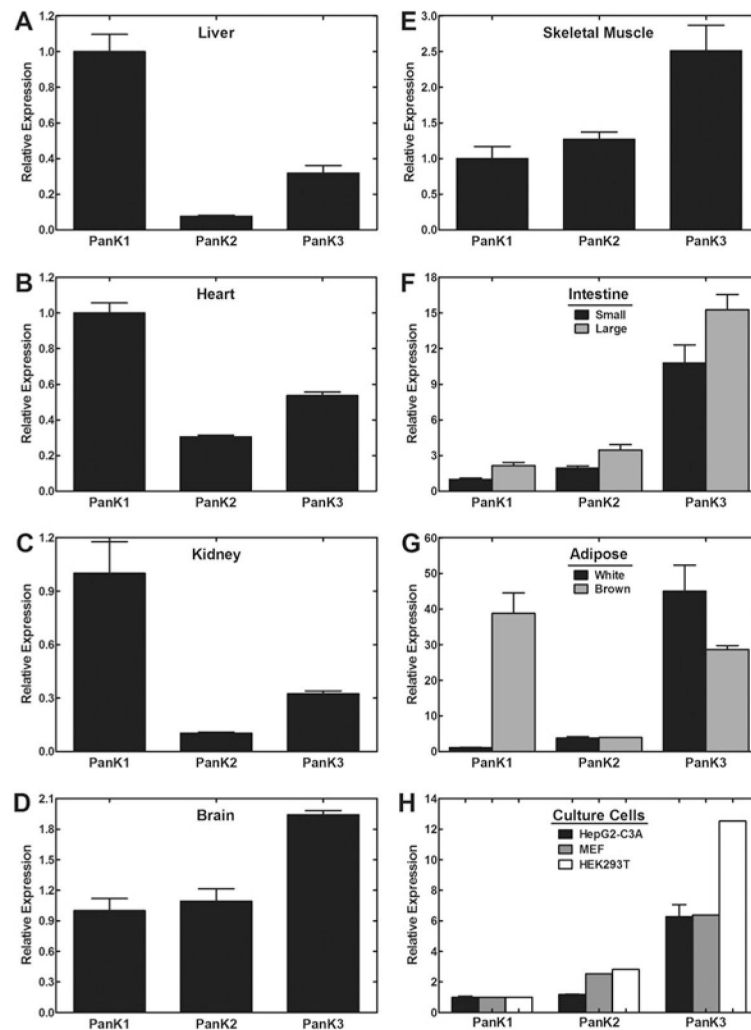 A
Liver
Relative Expression
1.2
1.0
0.8
0.6
0.4
0.2
0.0
PanK1 PanK2 PanK3
B
Heart
Relative Expression
1.2
1.0
0.8
0.6
0.4
0.2
0.0
PanK1 PanK2 PanK3
C
Kidney
Relative Expression
1.2
0.9
0.6
0.3
0.0
PanK1 PanK2 PanK3
D
Brain
Relative Expression
2.1
1.8
1.5
1.2
0.9
0.6
0.3
0.0
PanK1 PanK2 PanK3
E
Skeletal Muscle
Relative Expression
3.0
2.5
2.0
1.5
1.0
0.5
0.0
PanK1 PanK2 PanK3
F
Intestine
Small
Large
Relative Expression
18
15
12
9
6
3
0
PanK1 PanK2 PanK3
G
Adipose
White
Brown
Relative Expression
60
50
40
30
20
10
0
PanK1 PanK2 PanK3
H
Culture Cells
HepG2-C3A
MEF
HEK293T
Relative Expression
14
12
10
8
6
4
2
0
PanK1 PanK2 PanK3